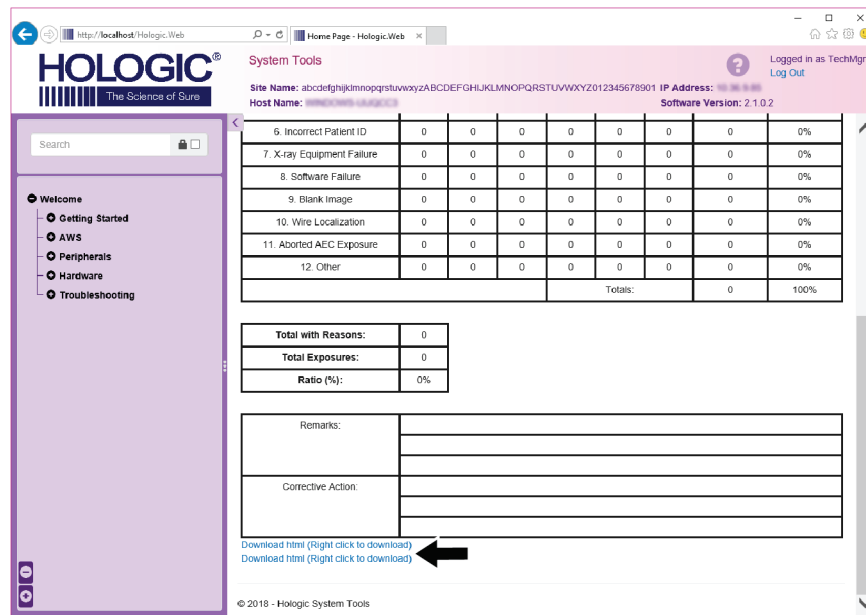 http://localhost/Hologic.Web
Home Page - Hologic.Web
HOLOGIC®
The Science of Sure
System Tools
Logged in as TechMgr
Log Out
Site Name: abcdefghijklmnopqrstuvwxyzABCDEFGHIJKLMNOPQRSTUVWXYZ012345678901 IP Address:
Host Name:
Software Version: 2.1.0.2
Search
Welcome
Getting Started
AWS
Peripherals
Hardware
Troubleshooting
6. Incorrect Patient ID 0 0 0 0 0 0 0 0%
7. X-ray Equipment Failure 0 0 0 0 0 0 0 0%
8. Software Failure 0 0 0 0 0 0 0 0%
9. Blank Image 0 0 0 0 0 0 0 0%
10. Wire Localization 0 0 0 0 0 0 0 0%
11. Aborted AEC Exposure 0 0 0 0 0 0 0 0%
12. Other 0 0 0 0 0 0 0 0%
Totals: 0 100%
Total with Reasons: 0
Total Exposures: 0
Ratio (%): 0%
Remarks:
Corrective Action:
Download html (Right click to download)
Download html (Right click to download)
© 2018 - Hologic System Tools